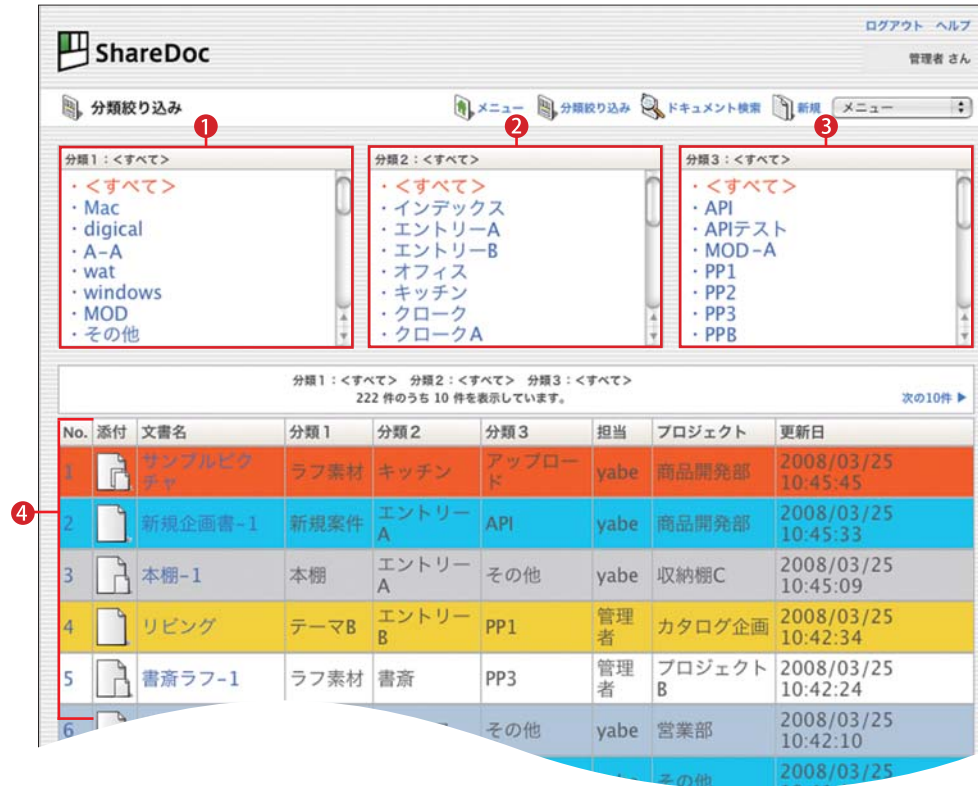 ログアウト ヘルプ
ShareDoc
管理者 さん
分類絞り込み
メニュー 分類絞り込み ドキュメント検索 新規 メニュー
1 2 3
分類1：<すべて>
・<すべて>
・Mac
・digical
・A-A
・wat
・windows
・MOD
・その他
分類2：<すべて>
・<すべて>
・インデックス
・エントリーA
・エントリーB
・オフィス
・キッチン
・クローク
・クロークA
分類3：<すべて>
・<すべて>
・API
・APIテスト
・MOD-A
・PP1
・PP2
・PP3
・PPB
分類1：<すべて> 分類2：<すべて> 分類3：<すべて>
222 件のうち 10 件を表示しています。
次の10件 ▶
No. 添付 文書名 分類1 分類2 分類3 担当 プロジェクト 更新日
1 サンプルピクチャ ラフ素材 キッチン アップロード yabe 商品開発部 2008/03/25 10:45:45
4
2 新規企画書-1 新規案件 エントリーA API yabe 商品開発部 2008/03/25 10:45:33
3 本棚-1 本棚 エントリーA その他 yabe 収納棚C 2008/03/25 10:45:09
4 リビング テーマB エントリーB PP1 管理者 カタログ企画 2008/03/25 10:42:34
5 書斎ラフ-1 ラフ素材 書斎 PP3 管理者 プロジェクトB 2008/03/25 10:42:24
6 その他 yabe 営業部 2008/03/25 10:42:10
その他 2008/03/25